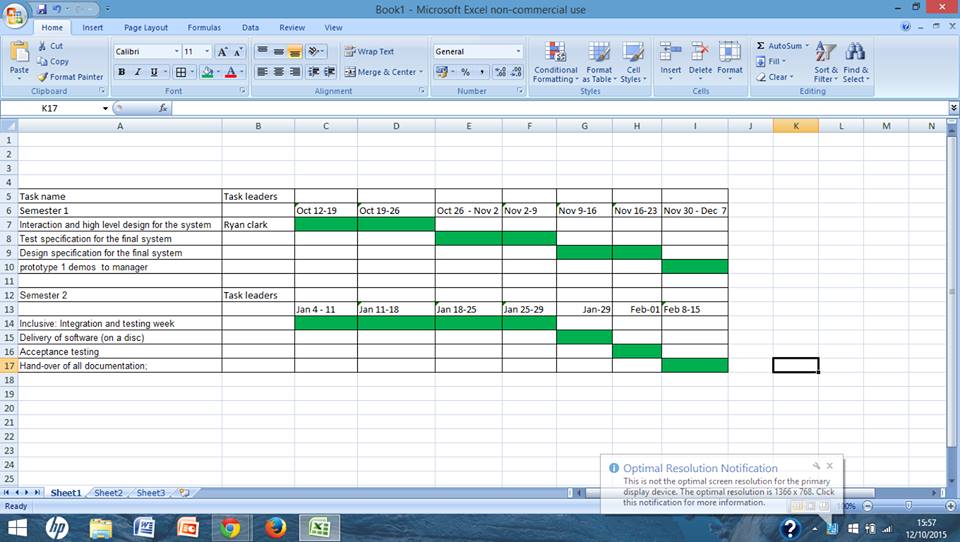 Book1 - Microsoft Excel non-commercial use
Home Insert Page Layout Formulas Data Review View
Paste Cut Copy Format Painter Clipboard
Calibri 11 A A B I U A Font
Wrap Text Merge & Center Alignment
General % , Number
Conditional Formatting Format as Table Cell Styles Styles
Insert Delete Format Cells
Σ AutoSum Fill Clear Sort & Filter Find & Select Editing
K17 fx
A B C D E F G H I J K L M N
1
2
3
4
5 Task name Task leaders
6 Semester 1 Oct 12-19 Oct 19-26 Oct 26 - Nov 2 Nov 2-9 Nov 9-16 Nov 16-23 Nov 30 - Dec 7
7 Interaction and high level design for the system Ryan clark
8 Test specification for the final system
9 Design specification for the final system
10 prototype 1 demos to manager
11
12 Semester 2 Task leaders
13 Jan 4 - 11 Jan 11-18 Jan 18-25 Jan 25-29 Jan-29 Feb-01 Feb 8-15
14 Inclusive: Integration and testing week
15 Delivery of software (on a disc)
16 Acceptance testing
17 Hand-over of all documentation;
18
19
20
21
22
23
24
25
Optimal Resolution Notification
This is not the optimal screen resolution for the primary
display device. The optimal resolution is 1366 x 768. Click
this notification for more information.
Sheet1 Sheet2 Sheet3
Ready 100%
hp
15:57
12/10/2015